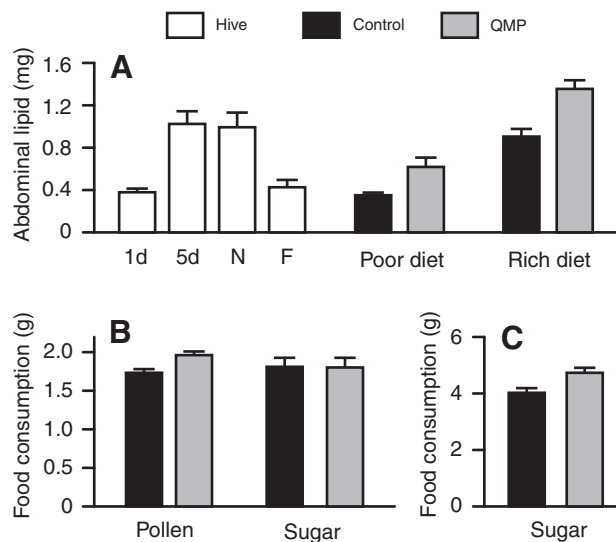 Hive Control QMP
A
Abdominal lipid (mg)
1.6
1.2
0.8
0.4
0
1d 5d N F Poor diet Rich diet
B
Food consumption (g)
2.0
1.5
1.0
0.5
0
Pollen Sugar
C
Food consumption (g)
6
4
2
0
Sugar